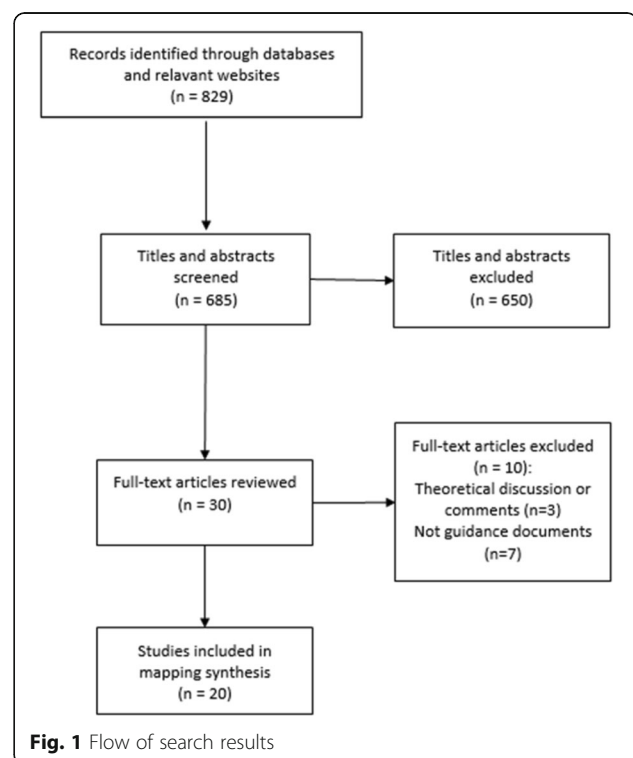 Records identified through databases
and relavant websites
(n = 829)
Titles and abstracts
screened
(n = 685)
Titles and abstracts
excluded
(n = 650)
Full-text articles reviewed
(n = 30)
Full-text articles excluded
(n = 10):
Theoretical discussion or
comments (n=3)
Not guidance documents
(n=7)
Studies included in
mapping synthesis
(n = 20)
Fig. 1 Flow of search results